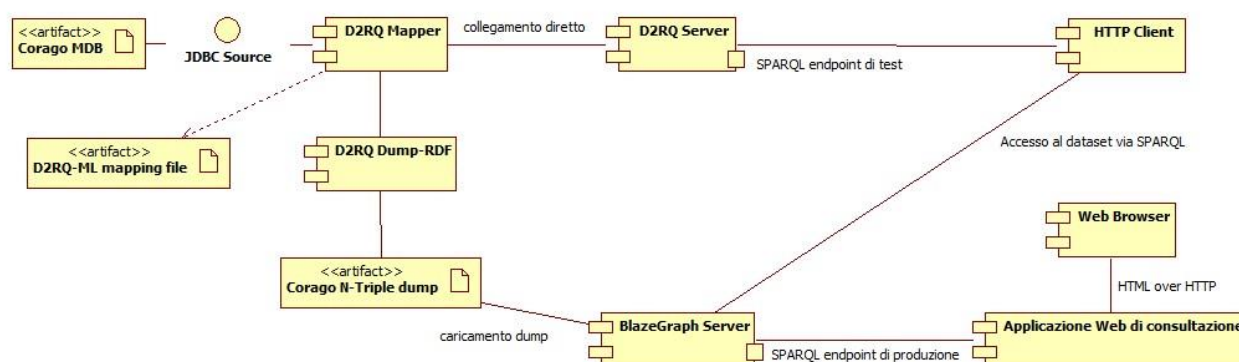 <<artifact>>
Corago MDB
JDBC Source
D2RQ Mapper
collegamento diretto
D2RQ Server
SPARQL endpoint di test
HTTP Client
<<artifact>>
D2RQ-ML mapping file
D2RQ Dump-RDF
Accesso al dataset via SPARQL
Web Browser
<<artifact>>
Corago N-Triple dump
HTML over HTTP
caricamento dump
BlazeGraph Server
SPARQL endpoint di produzione
Applicazione Web di consultazione